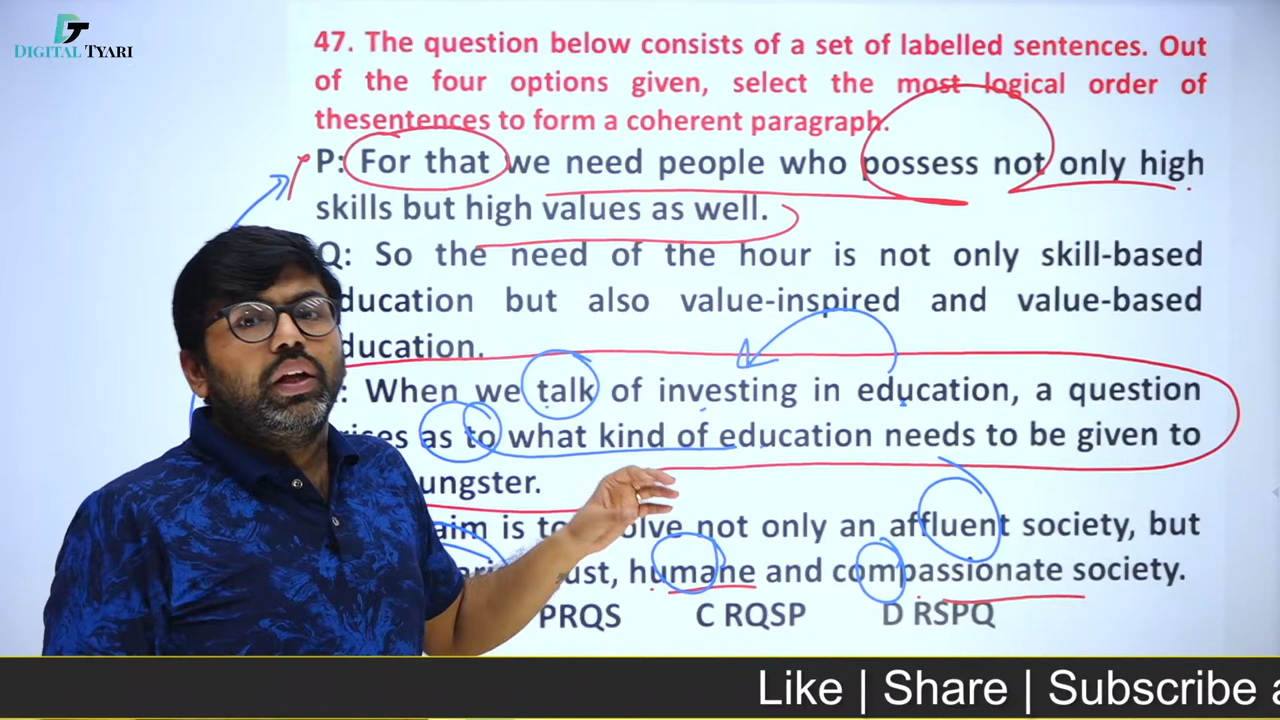 DT
DIGITAL TYARI
47. The question below consists of a set of labelled sentences. Out
of the four options given, select the most logical order of
thesentences to form a coherent paragraph.
P: For that we need people who possess not only high
skills but high values as well.
Q: So the need of the hour is not only skill-based
ducation but also value-inspired and value-based
ducation.
: When we talk of investing in education, a question
rises as to what kind of education needs to be given to
ungster.
aim is to olve not only an affluent society, but
ust, humane and compassionate society.
PRQS C RQSP D RSPQ
Like | Share | Subscribe a